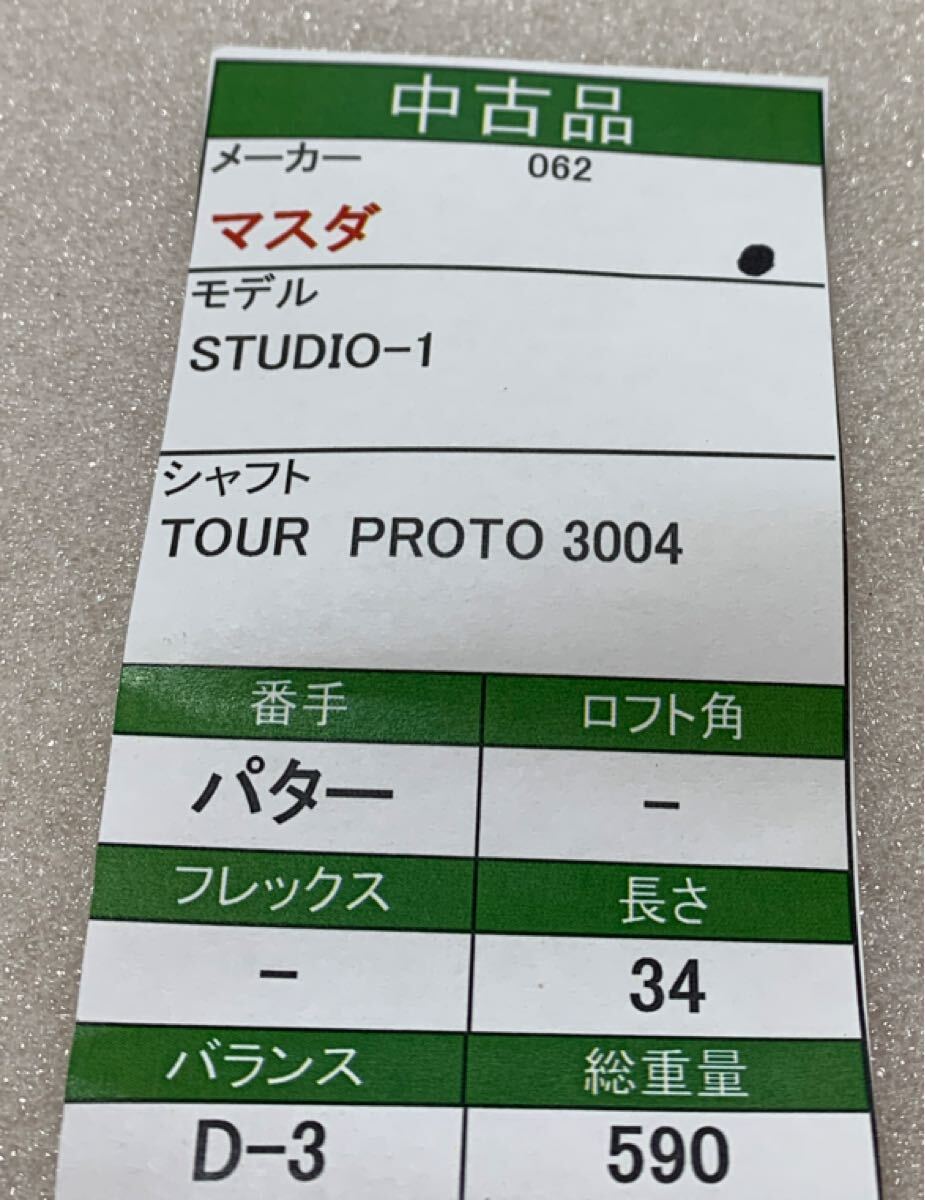 中古品
メーカー 062
マスダ
モデル
STUDIO-1
シャフト
TOUR PROTO 3004
番手 ロフト角
パター -
フレックス 長さ
- 34
バランス 総重量
D-3 590